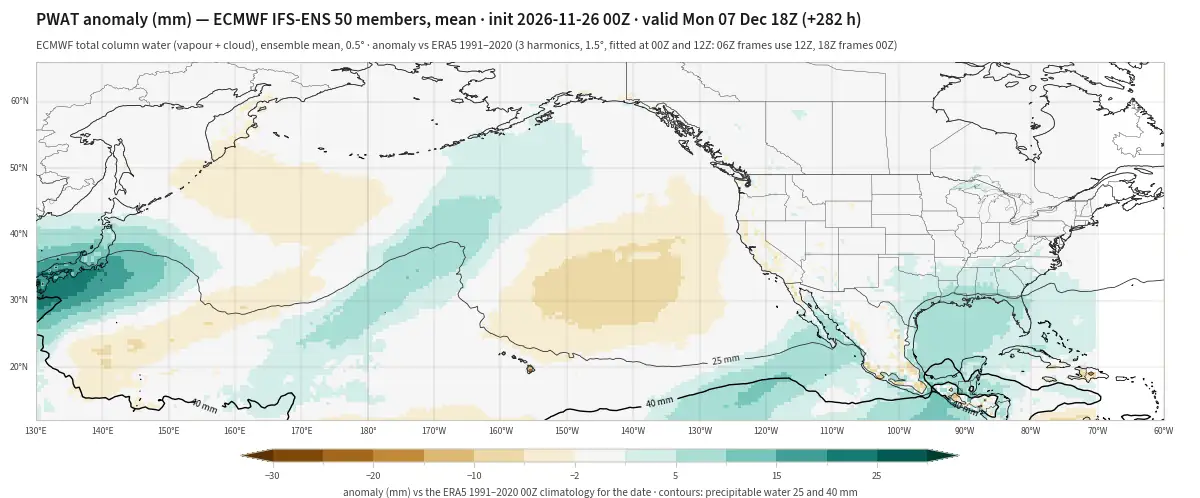 PWAT anomaly (mm) — ECMWF IFS-ENS 50 members, mean · init 2026-11-26 00Z · valid Mon 07 Dec 18Z (+282 h)
ECMWF total column water (vapour + cloud), ensemble mean, 0.5° · anomaly vs ERA5 1991–2020 (3 harmonics, 1.5°, fitted at 00Z and 12Z: 06Z frames use 12Z, 18Z frames 00Z)
60°N
50°N
40°N
30°N
20°N
25 mm
40 mm
40 mm
40 mm
130°E 140°E 150°E 160°E 170°E 180° 170°W 160°W 150°W 140°W 130°W 120°W 110°W 100°W 90°W 80°W 70°W 60°W
−30 −20 −10 −2 5 15 25
anomaly (mm) vs the ERA5 1991–2020 00Z climatology for the date · contours: precipitable water 25 and 40 mm